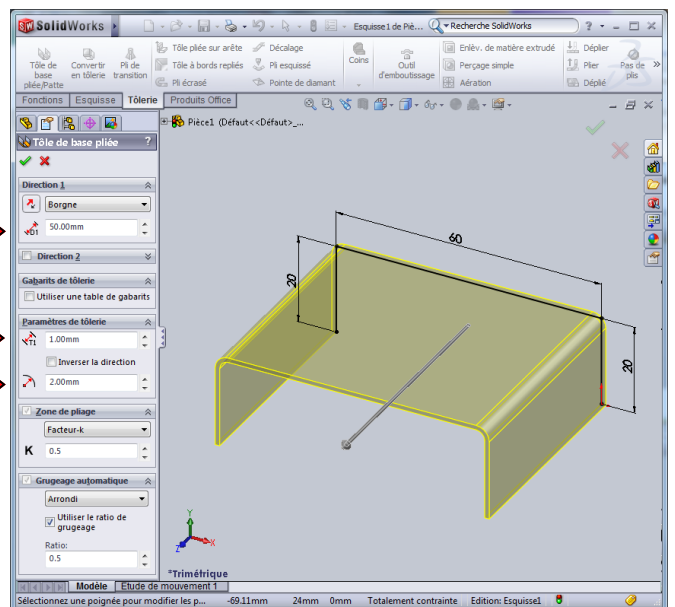 SolidWorks
Esquisse1 de Piè...
Recherche SolidWorks
Tôle de base pliée/Patte
Convertir en tôlerie
Pli de transition
Tôle pliée sur arête
Tôle à bords repliés
Pli écrasé
Décalage
Pli esquissé
Pointe de diamant
Coins
Outil d'emboutissage
Enlèv. de matière extrudé
Perçage simple
Aération
Déplier
Plier
Déplié
Pas de plis
Fonctions
Esquisse
Tôlerie
Produits Office
Pièce1 (Défaut<<Défaut>_...
Tôle de base pliée
?
Direction 1
Borgne
D1
50.00mm
Direction 2
Gabarits de tôlerie
Utiliser une table de gabarits
Paramètres de tôlerie
T1
1.00mm
Inverser la direction
2.00mm
Zone de pliage
Facteur-k
K
0.5
Grugeage automatique
Arrondi
Utiliser le ratio de grugeage
Ratio:
0.5
60
20
20
Y
X
Z
*Trimétrique
Modèle
Etude de mouvement 1
Sélectionnez une poignée pour modifier les p...
-69.11mm
24mm
0mm
Totalement contrainte
Edition: Esquisse1